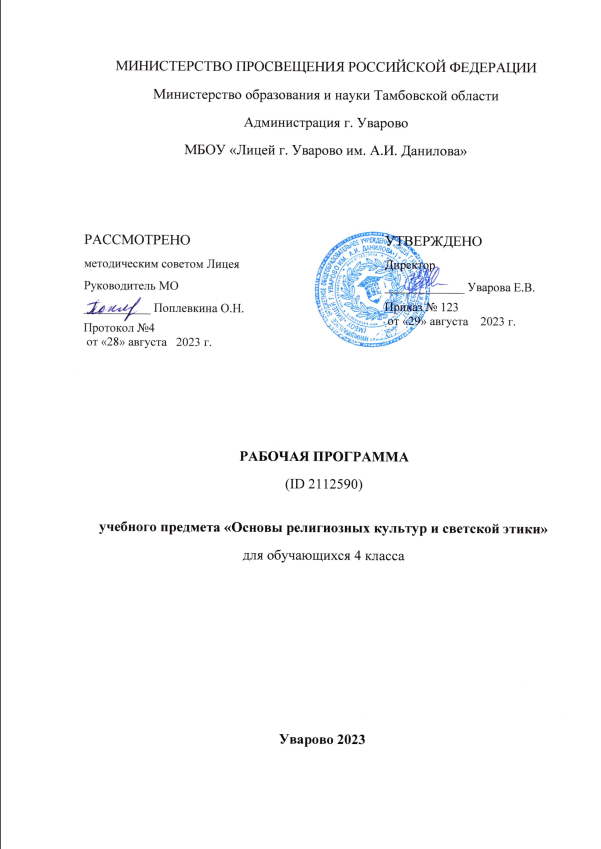 МИНИСТЕРСТВО ПРОСВЕЩЕНИЯ РОССИЙСКОЙ ФЕДЕРАЦИИ
Министерство образования и науки Тамбовской области
Администрация г. Уварово
МБОУ «Лицей г. Уварово им. А.И. Данилова»
РАССМОТРЕНО
методическим советом Лицея
Руководитель МО
Поплевкина О.Н.
Протокол №4
от «28» августа 2023 г.
УТВЕРЖДЕНО
Директор
Уварова Е.В.
Приказ № 123
от «29» августа 2023 г.
РАБОЧАЯ ПРОГРАММА
(ID 2112590)
учебного предмета «Основы религиозных культур и светской этики»
для обучающихся 4 класса
Уварово 2023